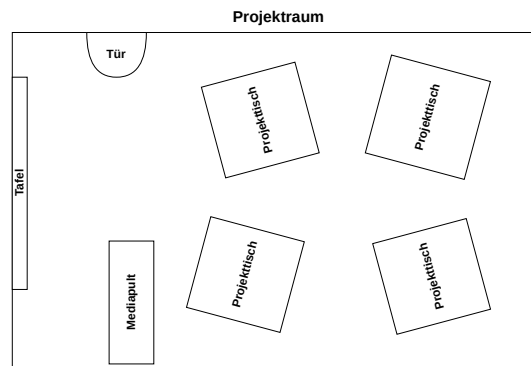 Projektraum
Tür
Projekttisch
Projekttisch
Tafel
Mediapult
Projekttisch
Projekttisch